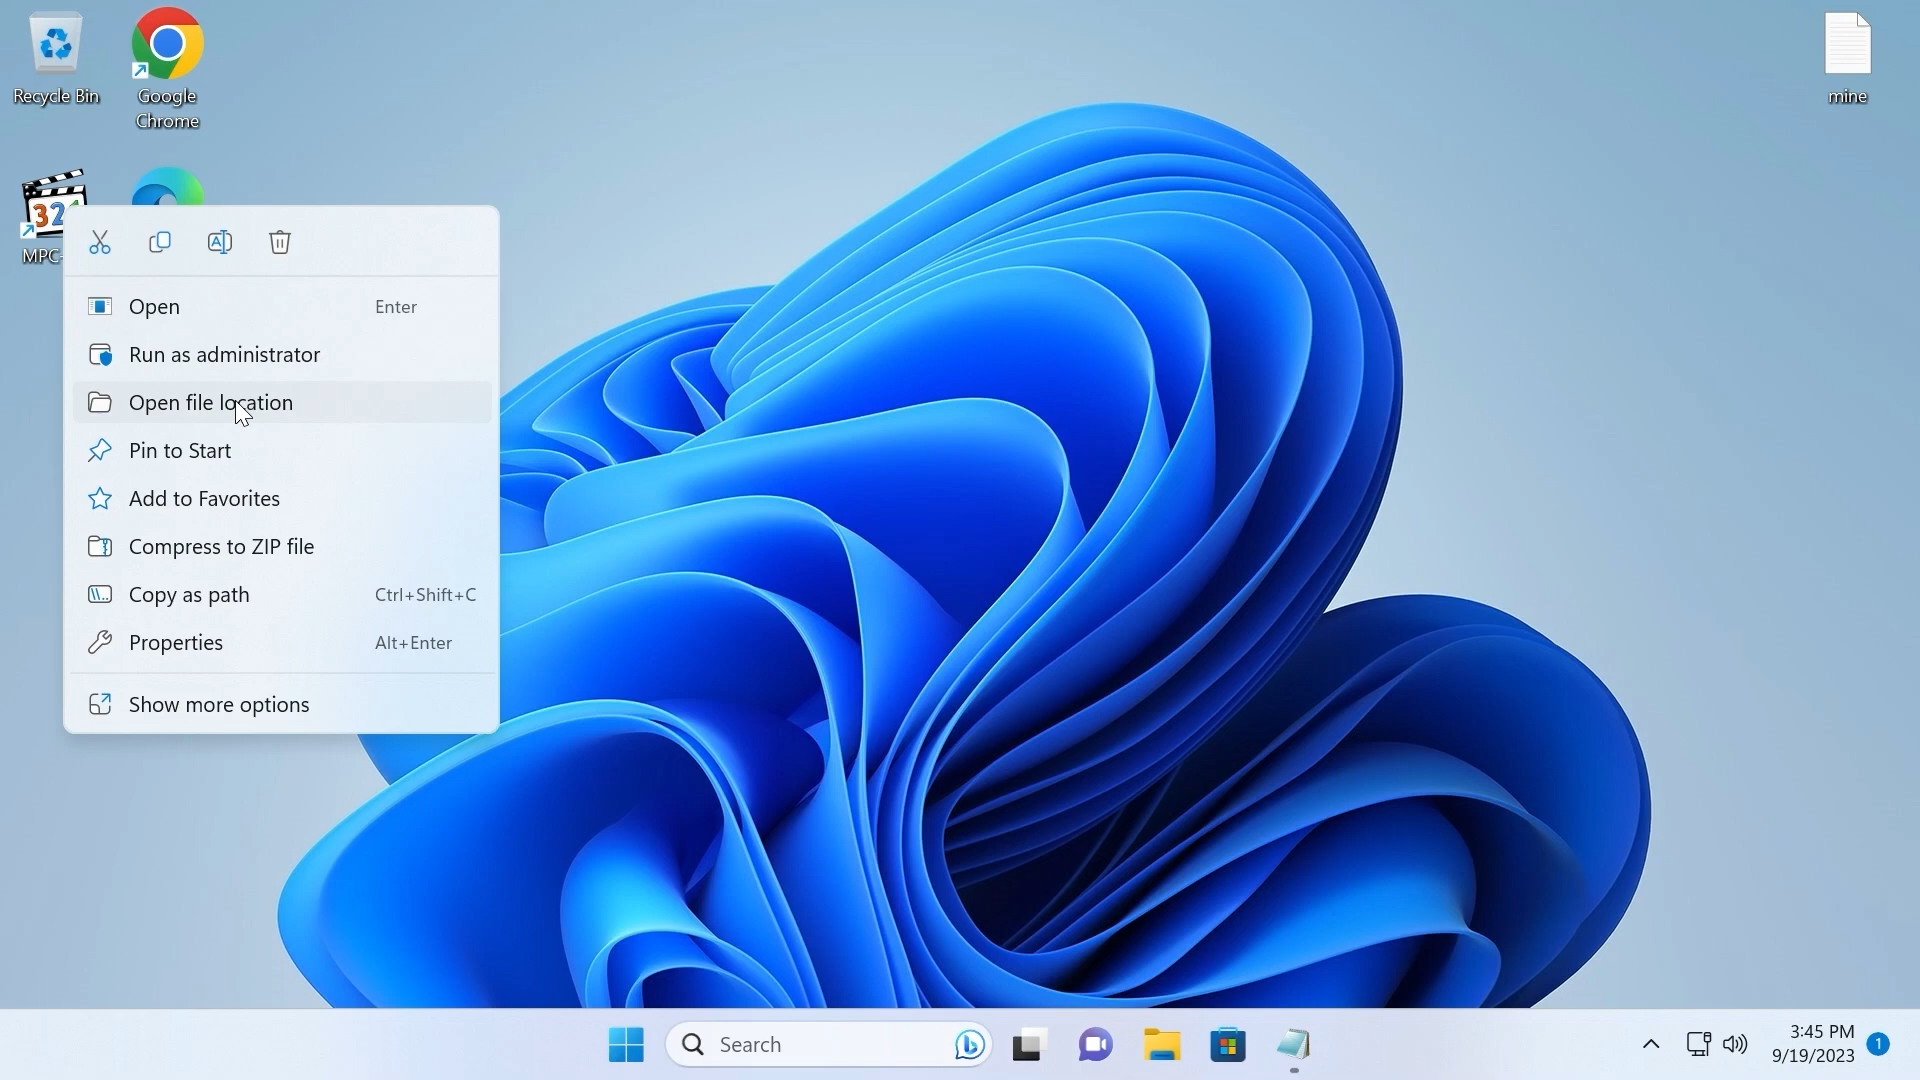 Recycle Bin
Google
Chrome
mine
321
MPC-
Open Enter
Run as administrator
Open file location
Pin to Start
Add to Favorites
Compress to ZIP file
Copy as path Ctrl+Shift+C
Properties Alt+Enter
Show more options
Search
3:45 PM
9/19/2023
1